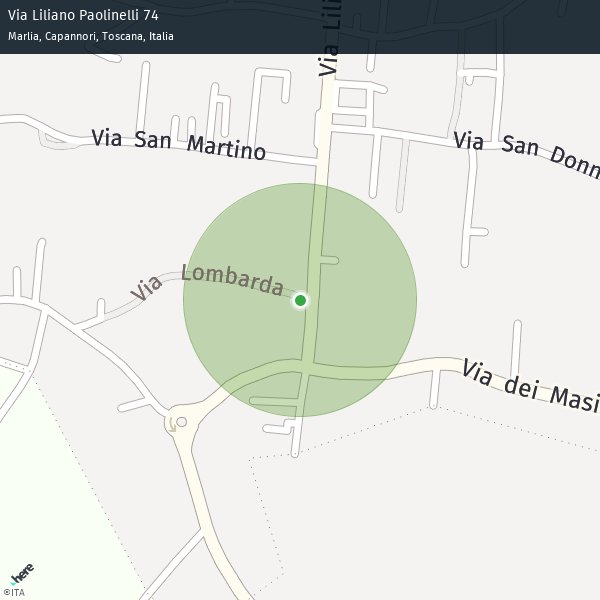 Via Liliano Paolinelli 74
Marlia, Capannori, Toscana, Italia
Via Lili
Via San Martino
Via San Donn
Via Lombarda
Via dei Masi
here
©ITA